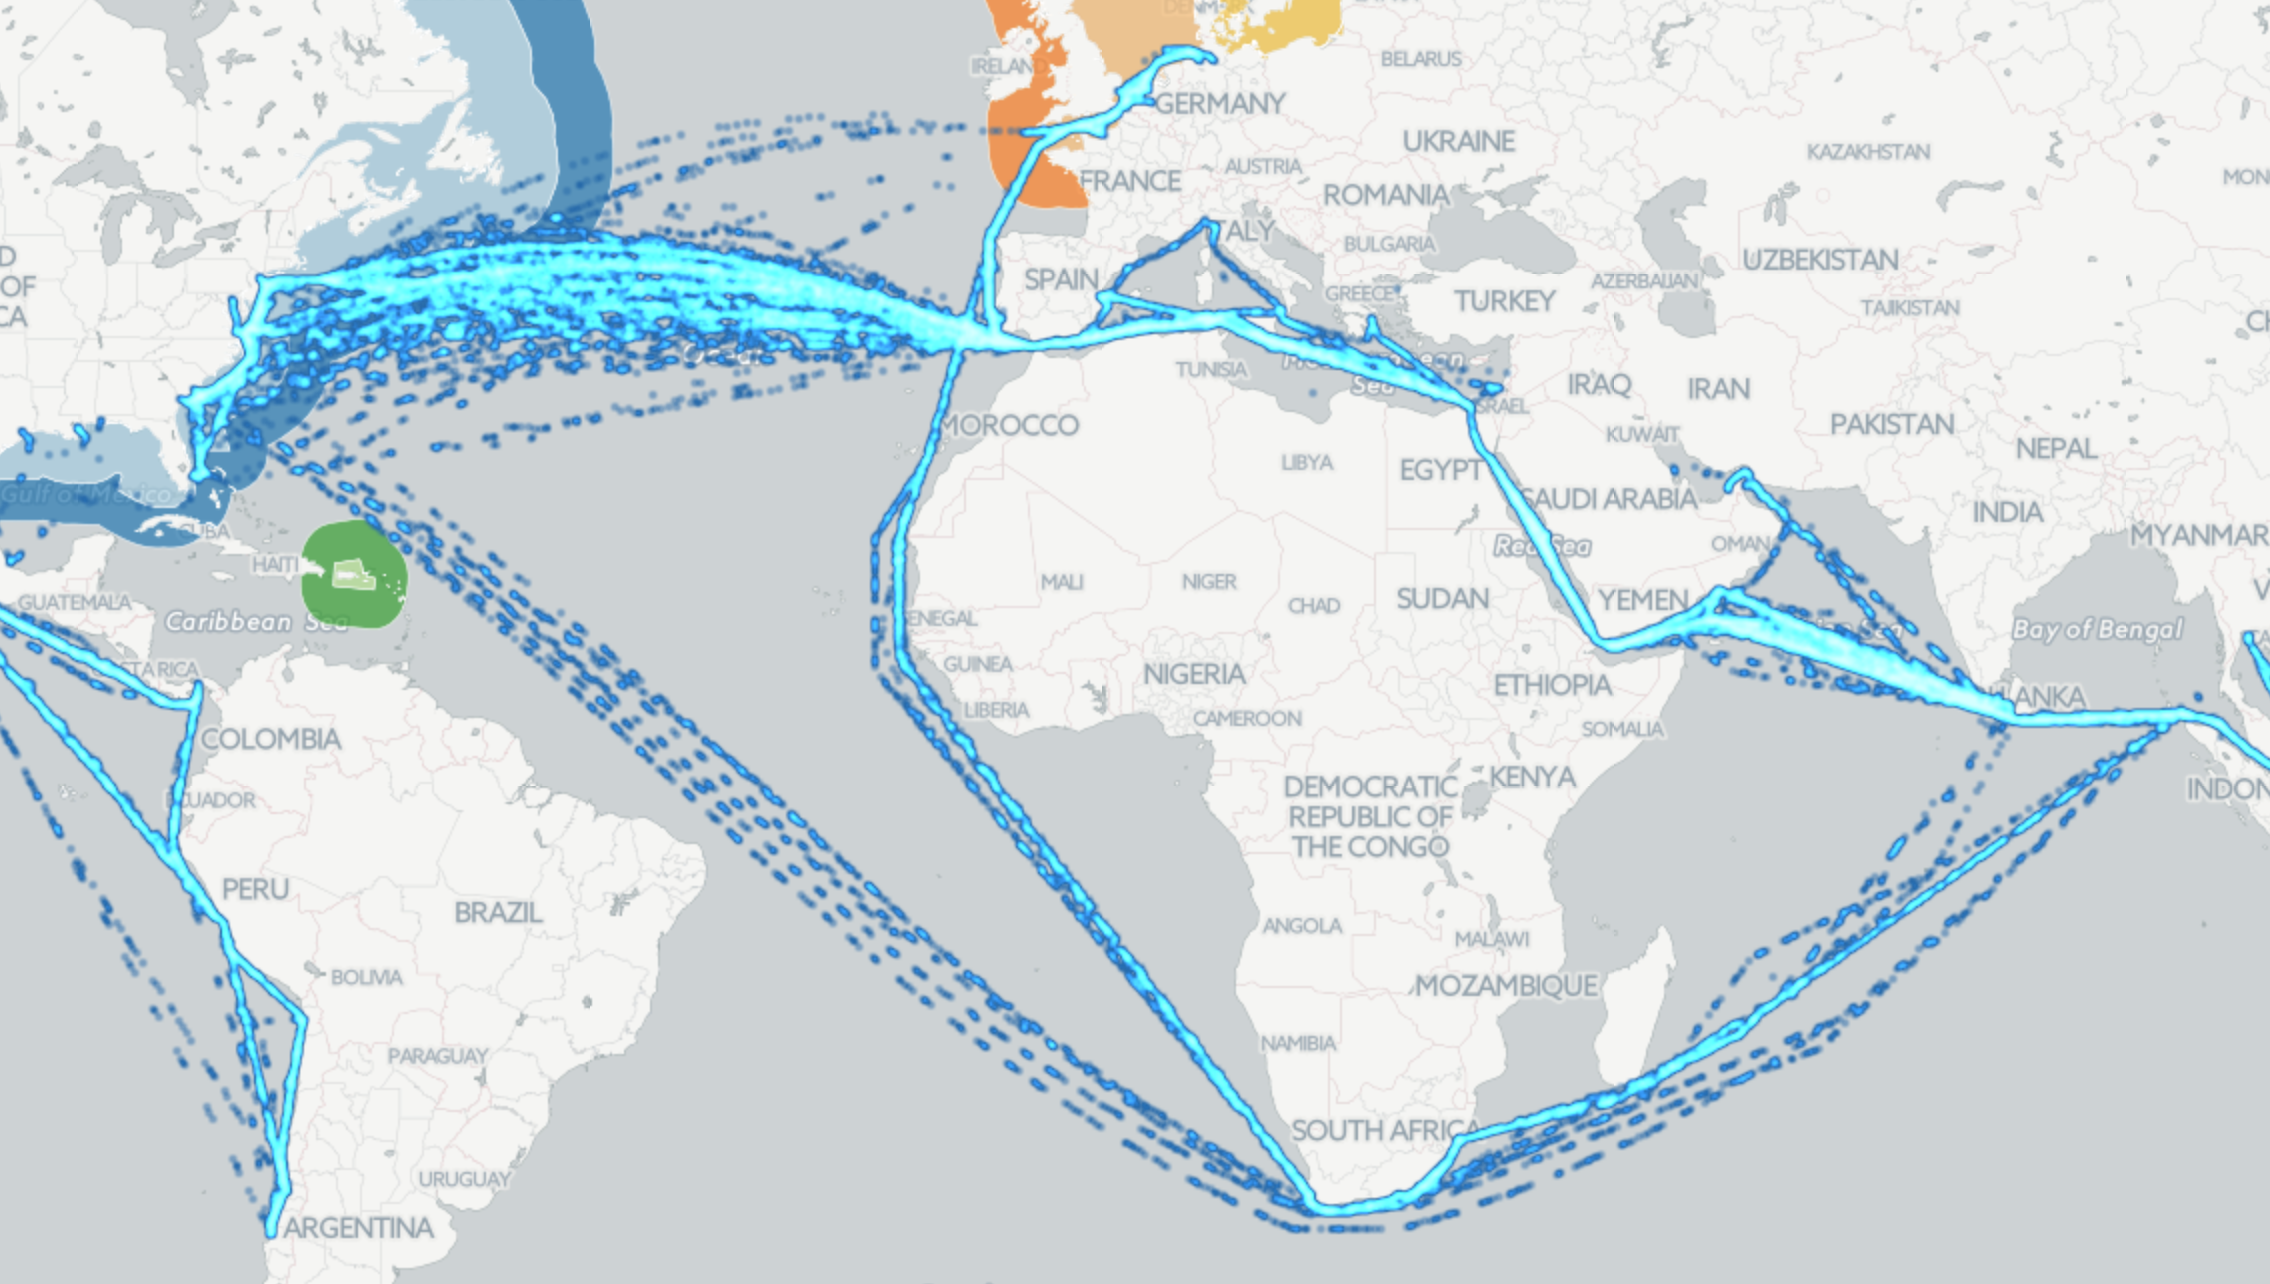 DENMARK
IRELAND
BELARUS
GERMANY
UKRAINE
KAZAKHSTAN
AUSTRIA
FRANCE
MON
ROMANIA
ITALY
BULGARIA
UZBEKISTAN
D
OF
CA
SPAIN
GREECE
TURKEY
AZERBAIJAN
TAJIKISTAN
CH
Sea
TUNISIA
IRAQ
IRAN
ISRAEL
MOROCCO
PAKISTAN
KUWAIT
NEPAL
LIBYA
EGYPT
Gulf of Mexico
SAUDI ARABIA
INDIA
CUBA
MYANMAR
Red Sea
OMAN
HAITI
MALI
NIGER
CHAD
SUDAN
YEMEN
V
GUATEMALA
Caribbean Sea
ENEGAL
Sea
Bay of Bengal
GUINEA
NIGERIA
ETHIOPIA
STA RICA
LANKA
LIBERIA
CAMEROON
SOMALIA
COLOMBIA
KENYA
DEMOCRATIC
REPUBLIC OF
THE CONGO
INDON
ECUADOR
PERU
BRAZIL
ANGOLA
MALAWI
BOLIVIA
MOZAMBIQUE
NAMIBIA
PARAGUAY
SOUTH AFRICA
URUGUAY
ARGENTINA